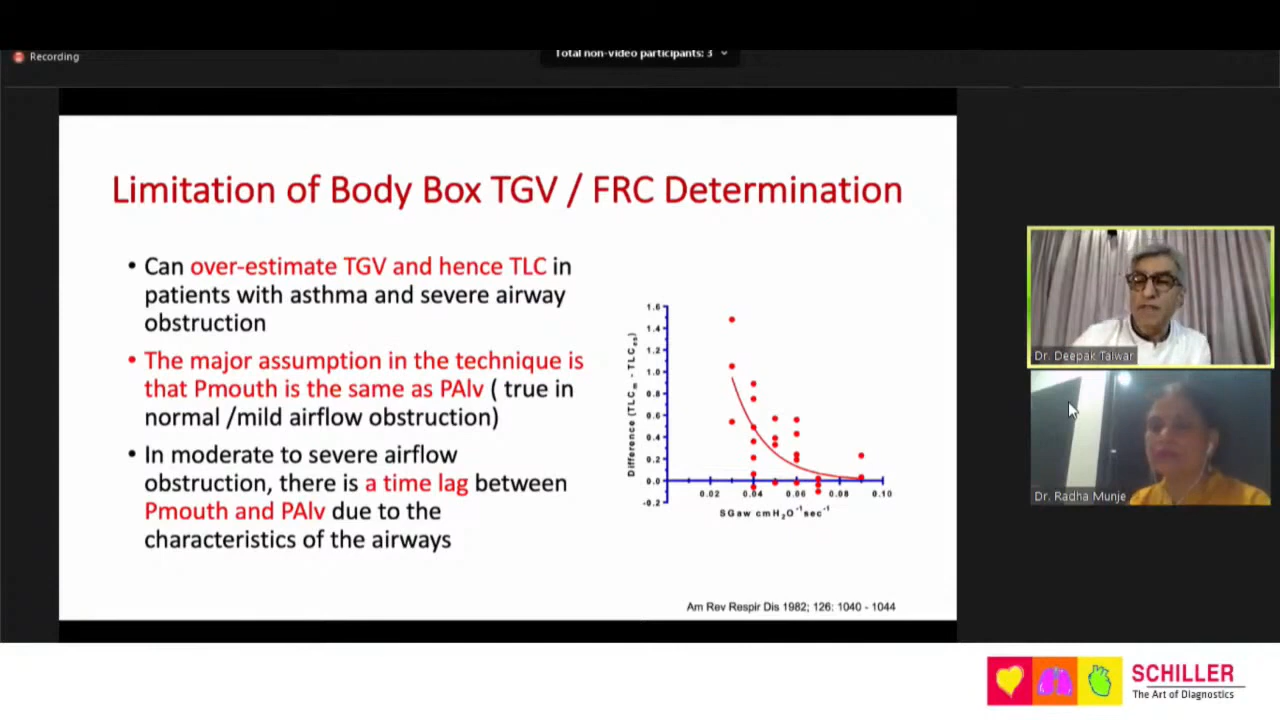 Recording
Total non-video participants: 3
Limitation of Body Box TGV / FRC Determination
• Can over-estimate TGV and hence TLC in
patients with asthma and severe airway
obstruction
• The major assumption in the technique is
that Pmouth is the same as PAlv ( true in
normal /mild airflow obstruction)
• In moderate to severe airflow
obstruction, there is a time lag between
Pmouth and PAlv due to the
characteristics of the airways
Difference (TLCm - TLCes)
1.6
1.4
1.2
1.0
0.8
0.6
0.4
0.2
0.0
-0.2
0.02 0.04 0.06 0.08 0.10
SGaw cmH₂O⁻¹sec⁻¹
Am Rev Respir Dis 1982; 126: 1040 - 1044
Dr. Deepak Talwar
Dr. Radha Munje
SCHILLER
The Art of Diagnostics